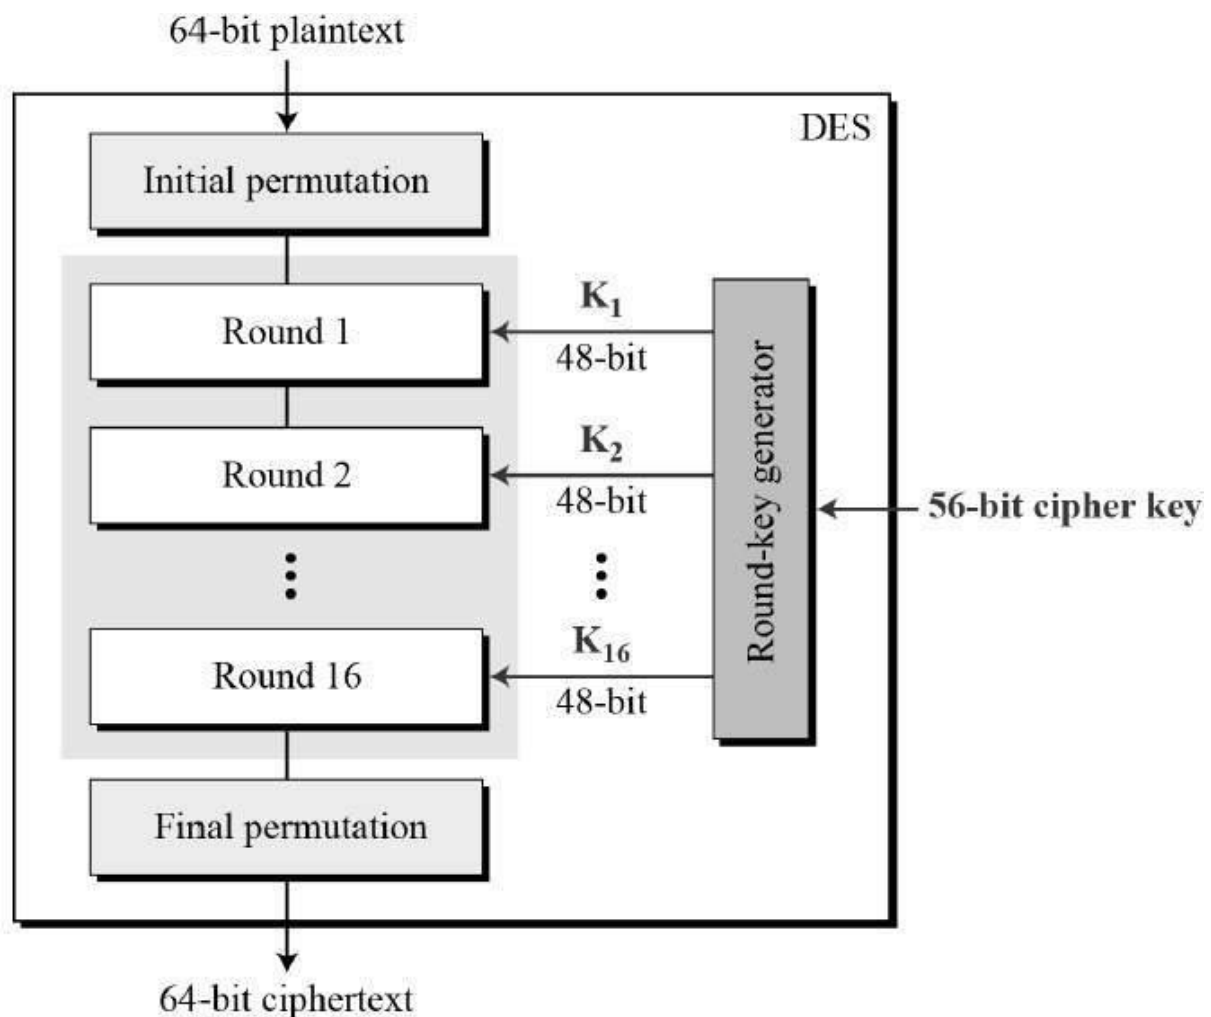 64-bit plaintext
DES
Initial permutation
K₁
Round 1
48-bit
K₂
Round 2
48-bit
Round-key generator
56-bit cipher key
K₁₆
Round 16
48-bit
Final permutation
64-bit ciphertext